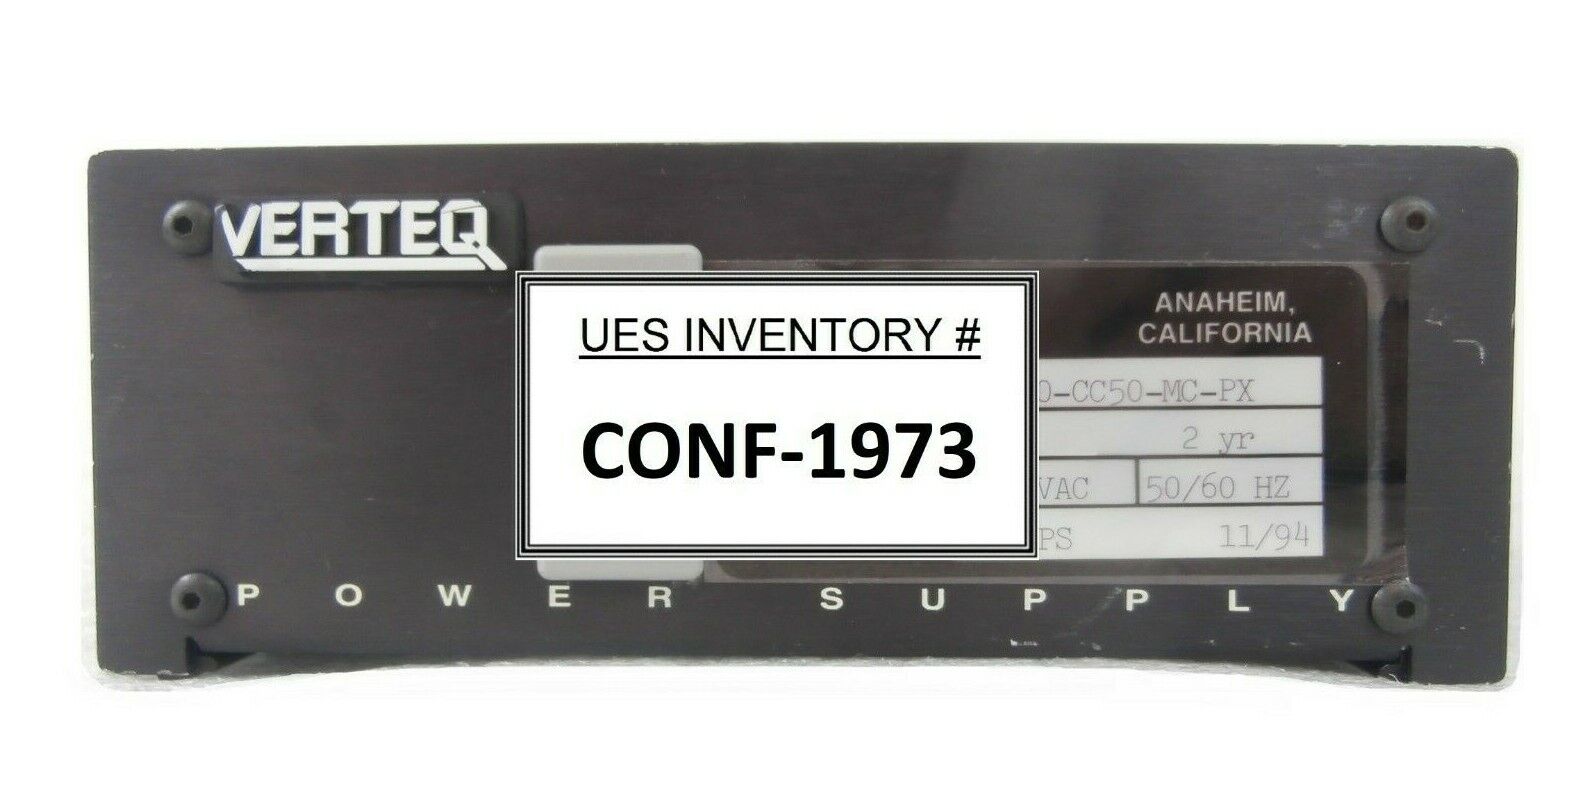 VERTEQ
UES INVENTORY #
CONF-1973
ANAHEIM,
CALIFORNIA
0-CC50-MC-PX
2 yr
VAC 50/60 HZ
PS 11/94
POWER SUPPLY